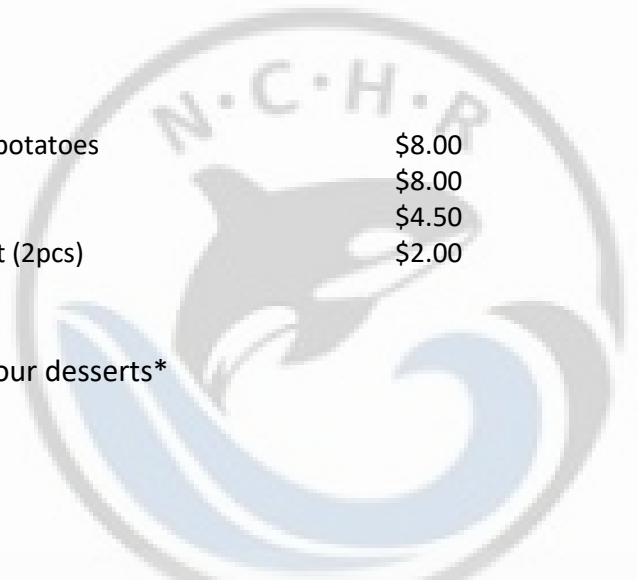 N·C·H·R
potatoes $8.00
$8.00
$4.50
t (2pcs) $2.00
our desserts*